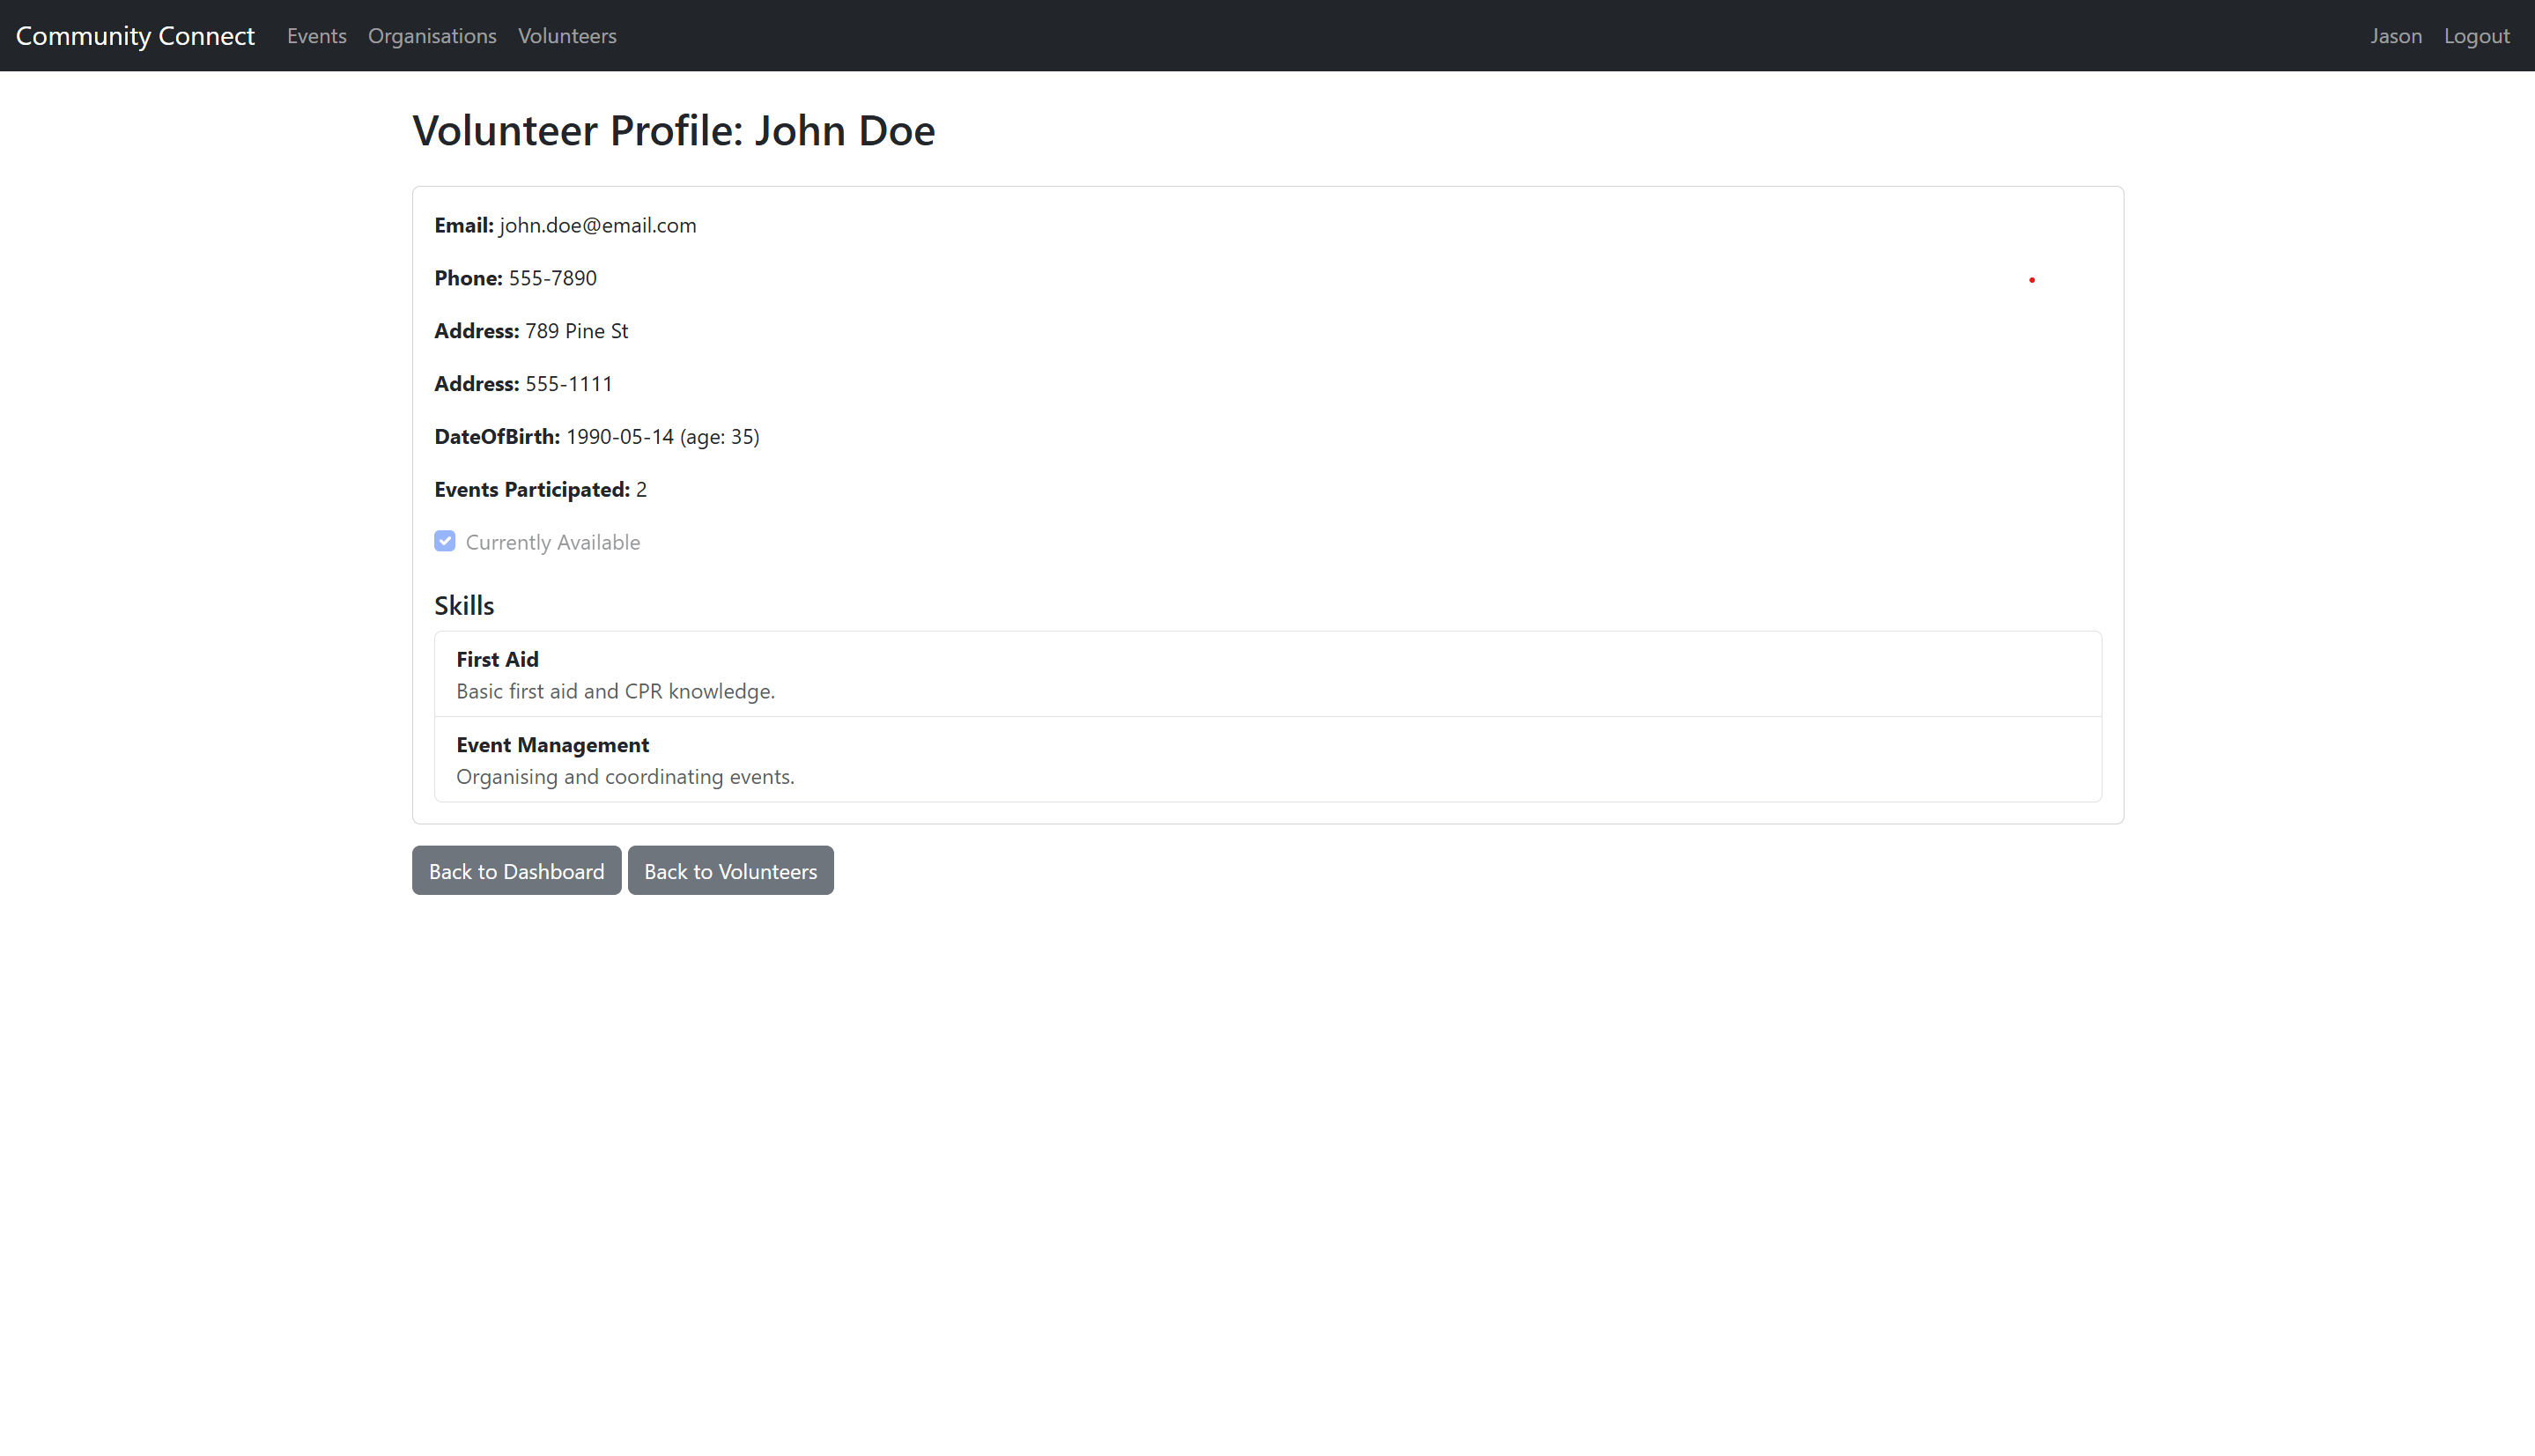 Community Connect Events Organisations Volunteers Jason Logout
Volunteer Profile: John Doe
Email: john.doe@email.com
Phone: 555-7890
Address: 789 Pine St
Address: 555-1111
DateOfBirth: 1990-05-14 (age: 35)
Events Participated: 2
Currently Available
Skills
First Aid
Basic first aid and CPR knowledge.
Event Management
Organising and coordinating events.
Back to Dashboard Back to Volunteers